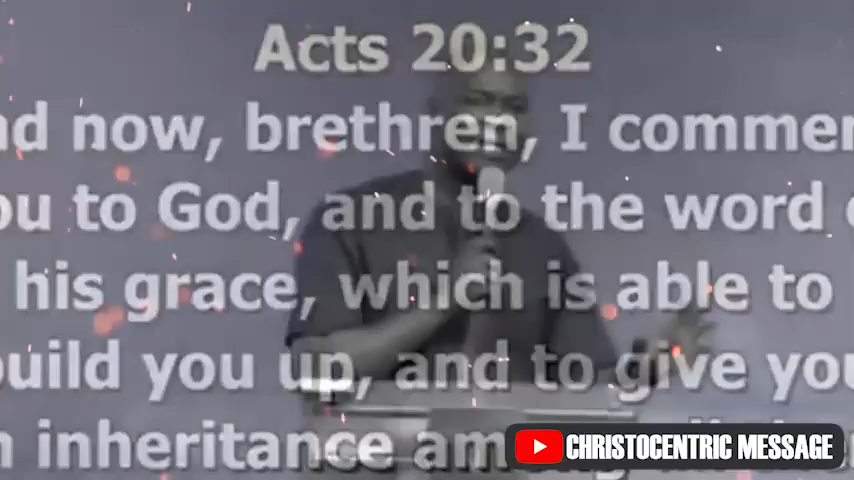 Acts 20:32
nd now, brethren, I commen
ou to God, and to the word
his grace, which is able to
build you up, and to give you
inheritance am
CHRISTOCENTRIC MESSAGE